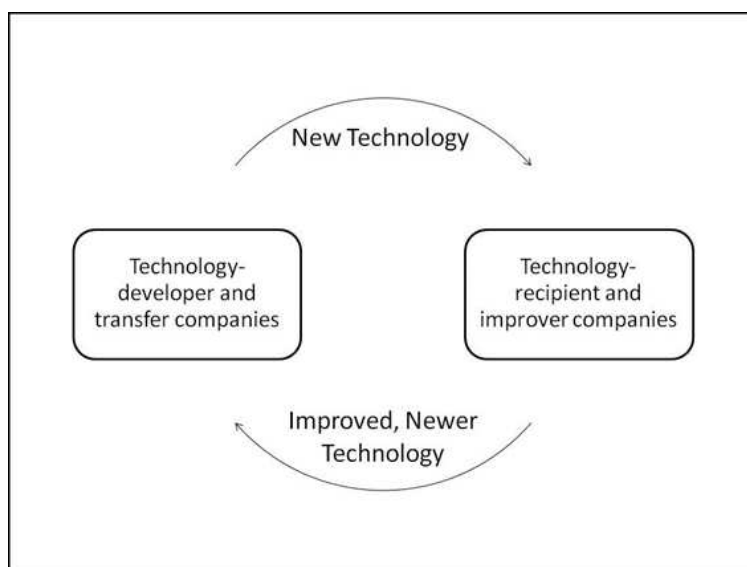 New Technology
Technology-
developer and
transfer companies
Technology-
recipient and
improver companies
Improved, Newer
Technology